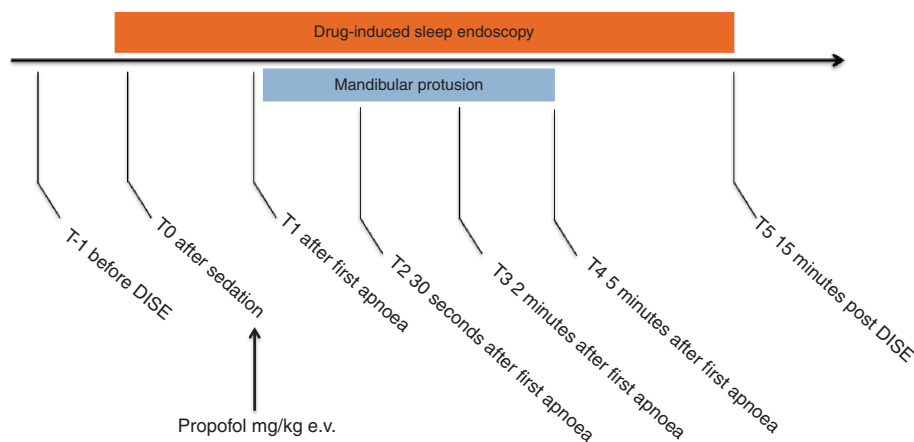 Drug-induced sleep endoscopy
Mandibular protusion
T-1 before DISE
T0 after sedation
T1 after first apnoea
T2 30 seconds after first apnoea
T3 2 minutes after first apnoea
T4 5 minutes after first apnoea
T5 15 minutes post DISE
Propofol mg/kg e.v.